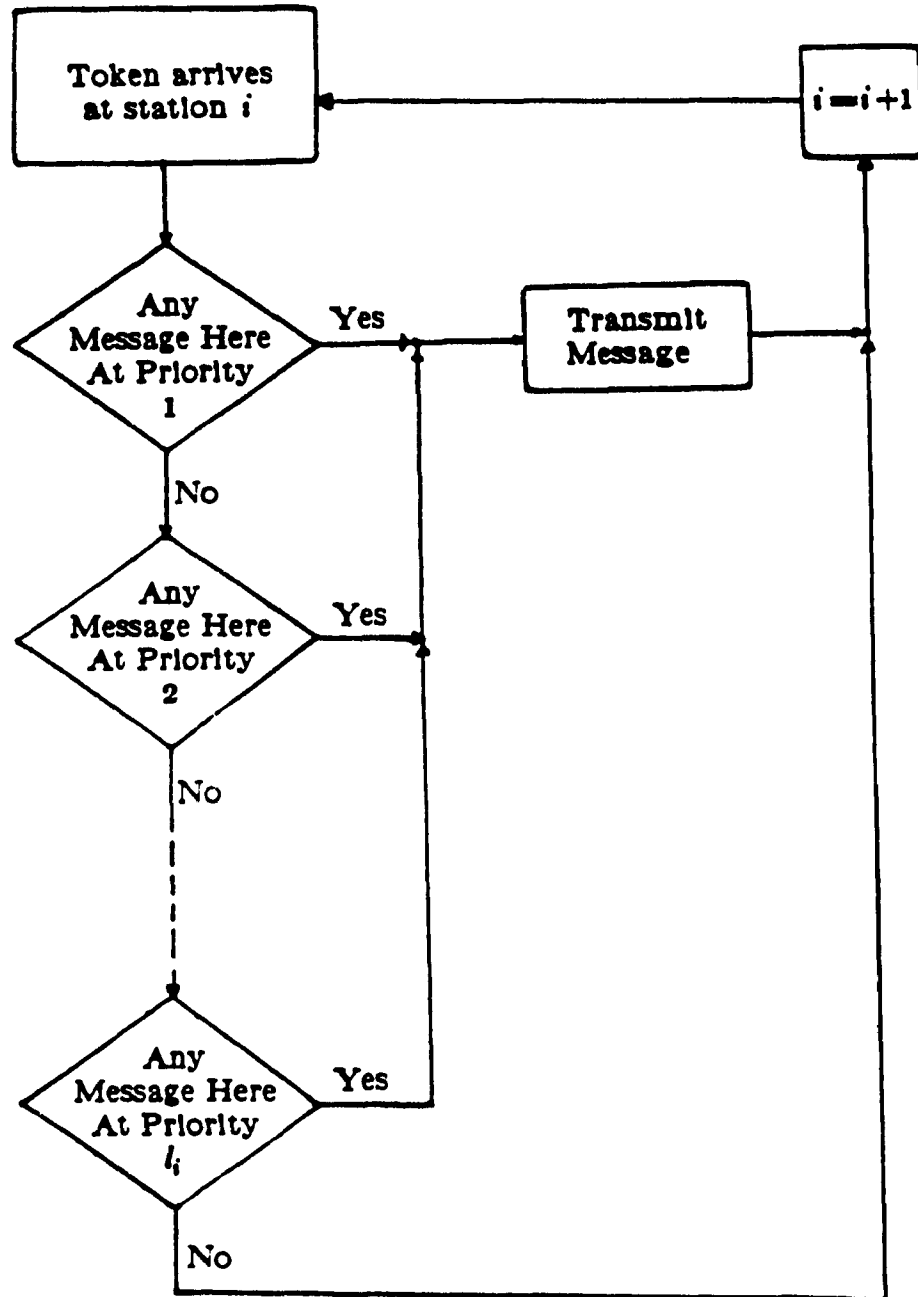 Token arrives
at station i
i=i+1
Any
Message Here
At Priority
1
Yes
Transmit
Message
No
Any
Message Here
At Priority
2
Yes
No
Any
Message Here
At Priority
l_i
Yes
No